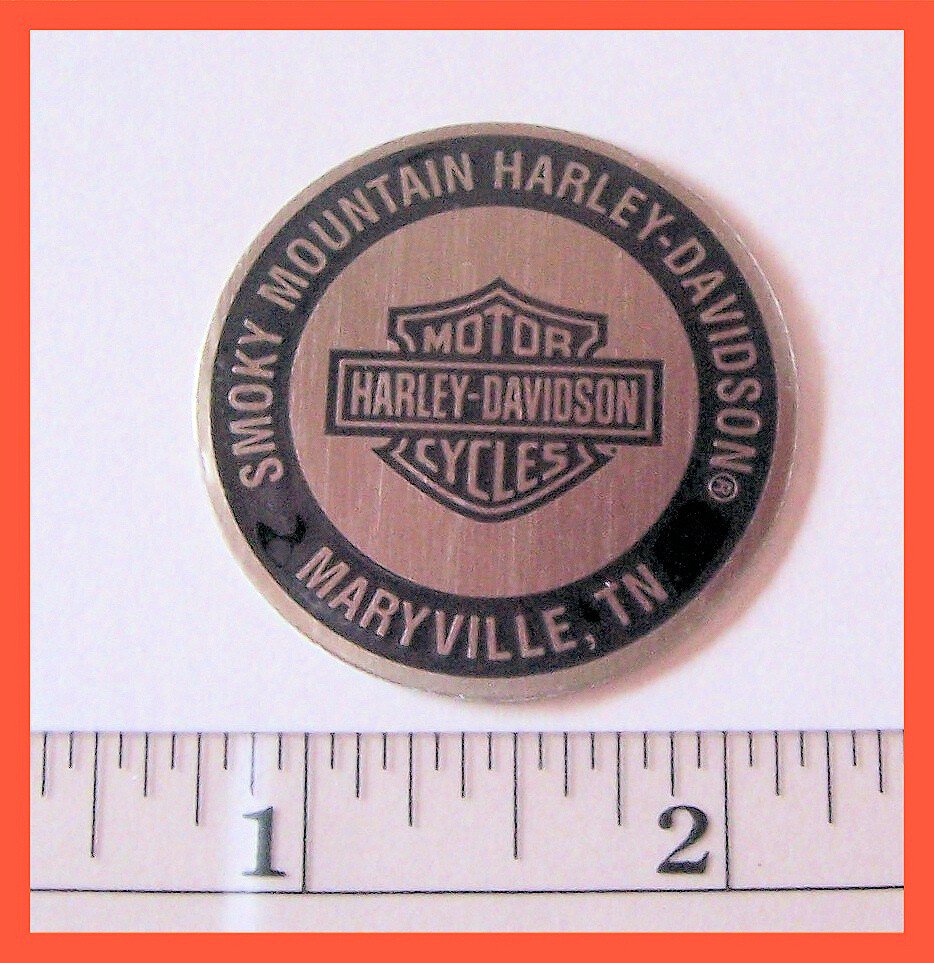 SMOKY MOUNTAIN HARLEY-DAVIDSON®
MOTOR
HARLEY-DAVIDSON
CYCLES
MARYVILLE, TN
1 2